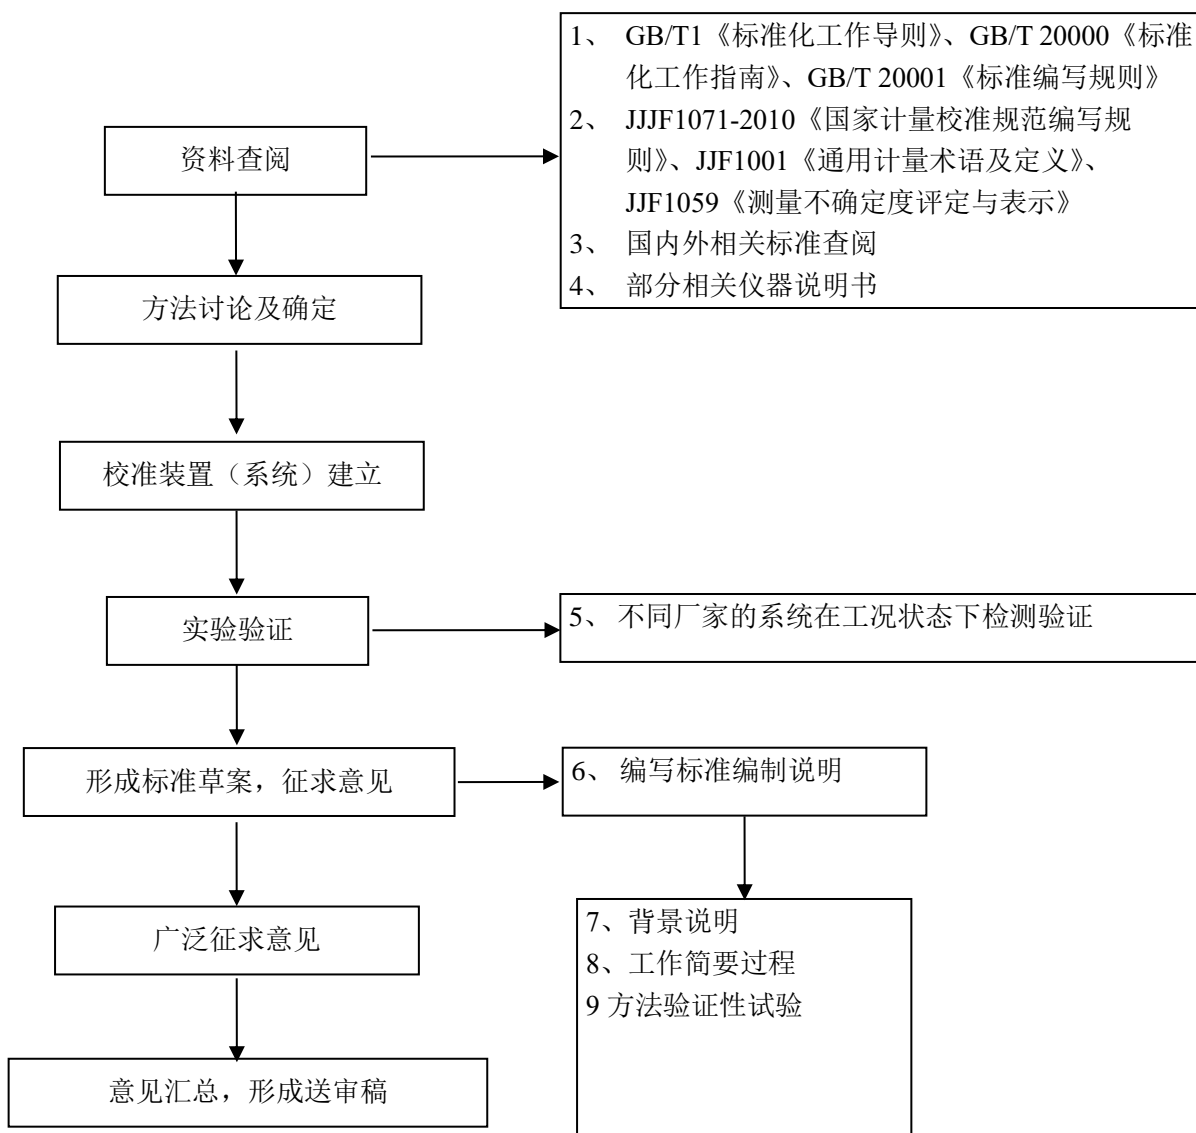 1、 GB/T1《标准化工作导则》、GB/T 20000《标准
化工作指南》、GB/T 20001《标准编写规则》
2、 JJJF1071-2010《国家计量校准规范编写规
则》、JJF1001《通用计量术语及定义》、
JJF1059《测量不确定度评定与表示》
3、 国内外相关标准查阅
4、 部分相关仪器说明书
资料查阅
方法讨论及确定
校准装置（系统）建立
实验验证
5、 不同厂家的系统在工况状态下检测验证
形成标准草案，征求意见
6、 编写标准编制说明
广泛征求意见
7、背景说明
8、工作简要过程
9 方法验证性试验
意见汇总，形成送审稿